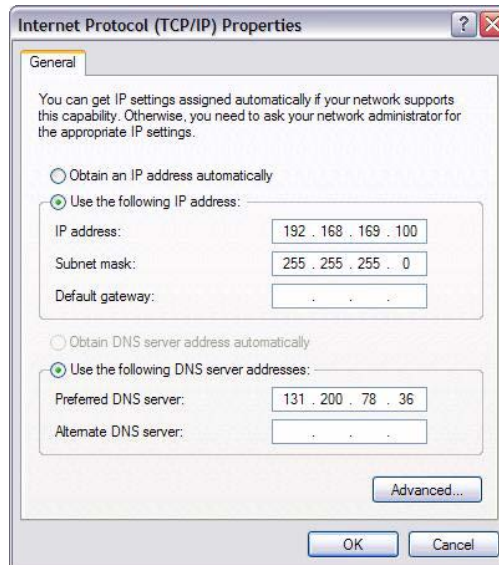 Internet Protocol (TCP/IP) Properties
General
You can get IP settings assigned automatically if your network supports
this capability. Otherwise, you need to ask your network administrator for
the appropriate IP settings.
Obtain an IP address automatically
Use the following IP address:
IP address: 192 . 168 . 169 . 100
Subnet mask: 255 . 255 . 255 . 0
Default gateway: . . .
Obtain DNS server address automatically
Use the following DNS server addresses:
Preferred DNS server: 131 . 200 . 78 . 36
Alternate DNS server: . . .
Advanced...
OK Cancel